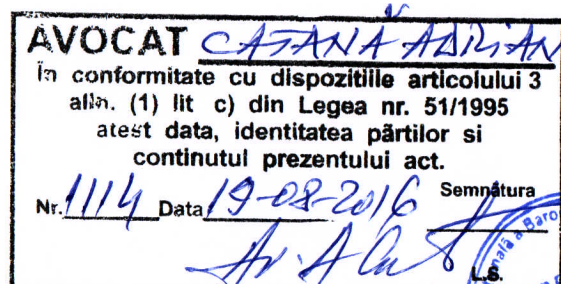 AVOCAT CATANĂ ADRIAN
În conformitate cu dispozitiile articolului 3
alin. (1) lit c) din Legea nr. 51/1995
atest data, identitatea părtilor si
continutul prezentului act.
Semnătura
Nr. 1114 Data 19-08-2016
L.S.